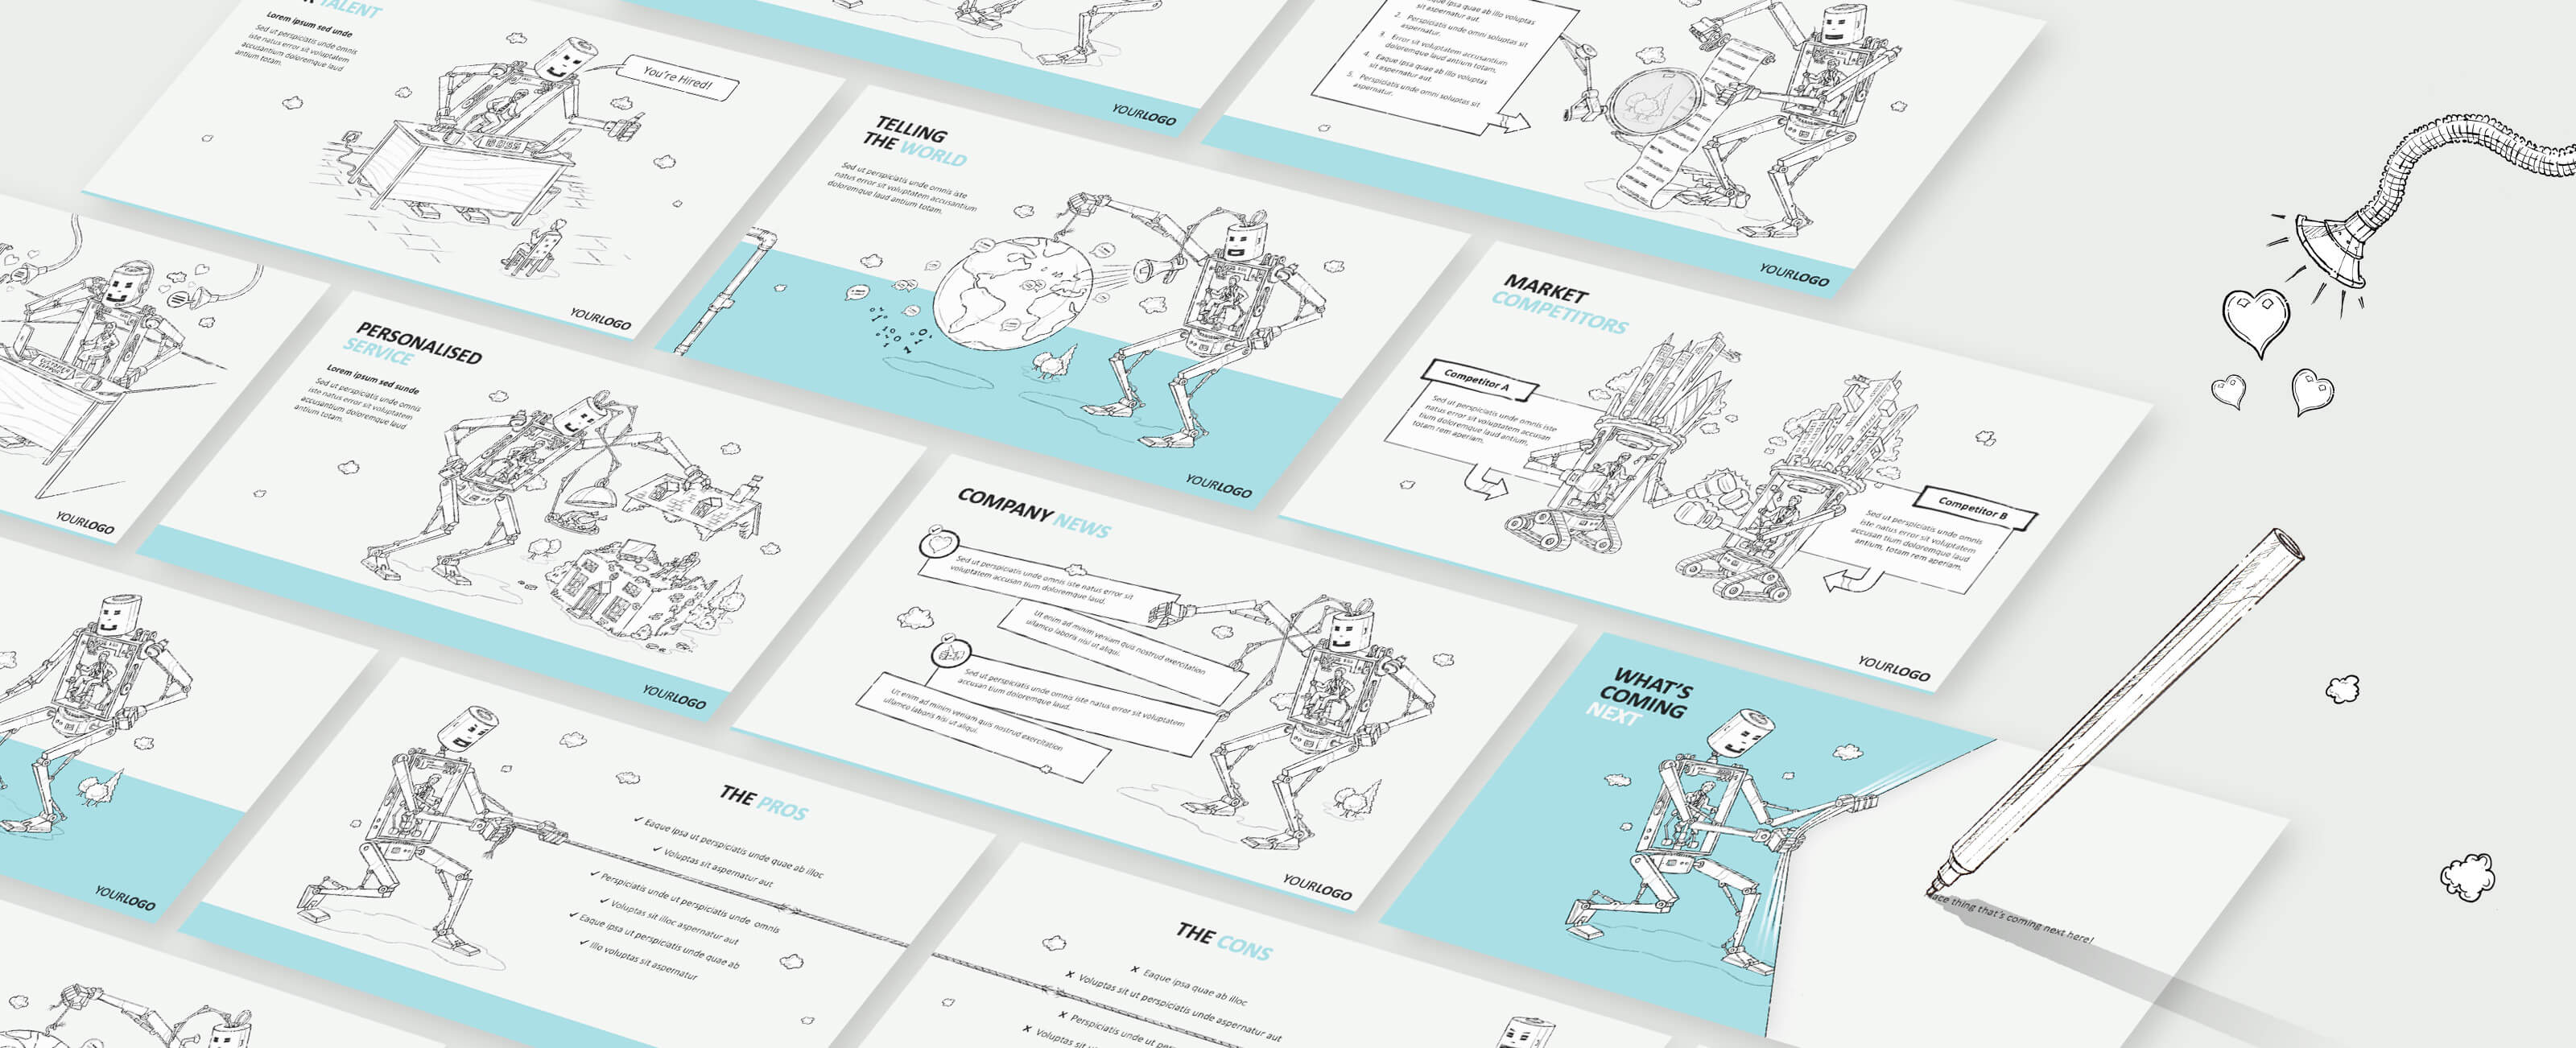 TALENT
Lorem ipsum sed unde
Sed ut perspiciatis unde omnis
iste natus error sit voluptatem
accusantium doloremque laud
antium totam.
You're Hired!
YOURLOGO
YOURLOGO
sit aspernatur aut.
2. Perspiciatis unde omni soluptas sit
aspernatur.
3. Error sit voluptatem accusantium
doloremque laud antium totam.
4. Eaque ipsa quae ab illo voluptas
sit aspernatur aut.
5. Perspiciatis unde omni soluptas sit
aspernatur.
YOURLOGO
TELLING
THE WORLD
Sed ut perspiciatis unde omnis iste
natus error sit voluptatem accusantium
doloremque laud antium totam.
YOURLOGO
MARKET
COMPETITORS
Competitor A
Sed ut perspiciatis unde omnis iste
natus error sit voluptatem accusan
tium doloremque laud antium,
totam rem aperiam.
Competitor B
Sed ut perspiciatis unde omnis
iste natus error sit voluptatem
accusan tium doloremque laud
antium, totam rem aperiam.
YOURLOGO
CUSTOMER
SUPPORT
YOURLOGO
PERSONALISED
SERVICE
Lorem ipsum sed sunde
Sed ut perspiciatis unde omnis
iste natus error sit voluptatem
accusantium doloremque laud
antium totam.
YOURLOGO
COMPANY NEWS
Sed ut perspiciatis unde omnis iste natus error sit
voluptatem accusan tium doloremque laud.
Ut enim ad minim veniam quis nostrud exercitation
ullamco laboris nisi ut aliqui.
Sed ut perspiciatis unde omnis iste natus error sit voluptatem
accusan tium doloremque laud.
Ut enim ad minim veniam quis nostrud exercitation
ullamco laboris nisi ut aliqui.
YOURLOGO
WHAT'S
COMING
NEXT
thing that's coming next here!
YOURLOGO
THE PROS
✓ Eaque ipsa ut perspiciatis unde quae ab illoc
✓ Voluptas sit aspernatur aut
✓ Perspiciatis unde ut perspiciatis unde omnis
✓ Voluptas sit illoc aspernatur aut
✓ Eaque ipsa ut perspiciatis unde quae ab
✓ Illo voluptas sit aspernatur
THE CONS
✗ Eaque ipsa quae ab illoc
✗ Voluptas sit ut perspiciatis unde aspernatur aut
✗ Perspiciatis unde ut
✗